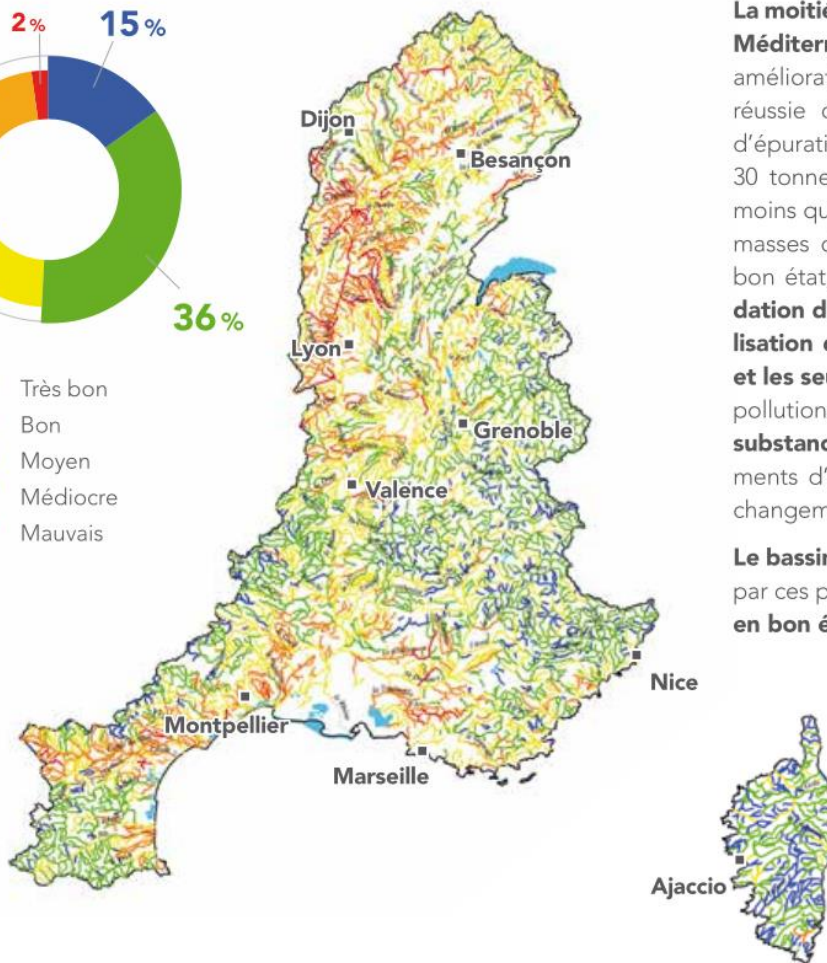 2 %
15 %
36 %
Très bon
Bon
Moyen
Médiocre
Mauvais
Dijon
Besançon
Lyon
Grenoble
Valence
Nice
Montpellier
Marseille
Ajaccio
La moitié
Méditerr
améliorat
réussie d
d'épurati
30 tonne
moins qu
masses d
bon état
dation d
lisation d
et les seu
pollution
substanc
ments d'
changem
Le bassin
par ces p
en bon é